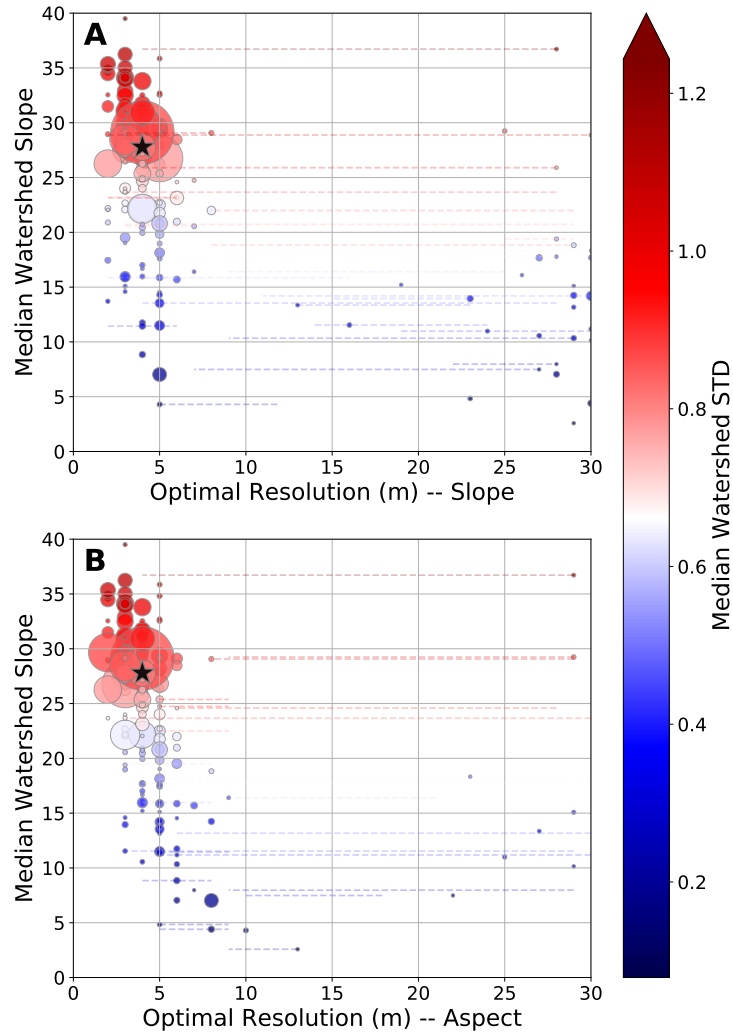 A
40
35
30
25
20
15
10
5
0
Median Watershed Slope
0 5 10 15 20 25 30
Optimal Resolution (m) -- Slope
B
40
35
30
25
20
15
10
5
0
Median Watershed Slope
0 5 10 15 20 25 30
Optimal Resolution (m) -- Aspect
1.2
1.0
0.8
0.6
0.4
0.2
Median Watershed STD